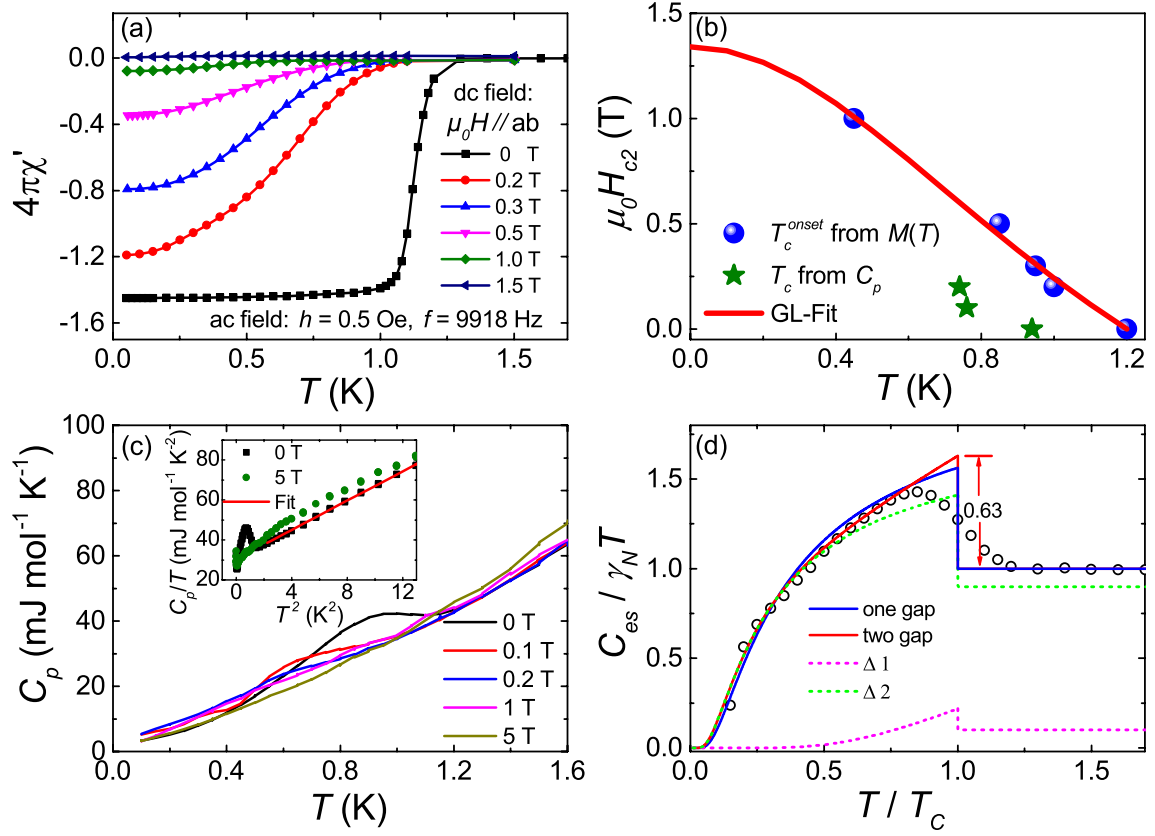 (a)
0.0
-0.4
-0.8
-1.2
-1.6
4πχ'
dc field:
μ0H // ab
0 T
0.2 T
0.3 T
0.5 T
1.0 T
1.5 T
ac field: h = 0.5 Oe, f = 9918 Hz
0.0 0.5 1.0 1.5
T (K)
(b)
1.5
1.0
0.5
0.0
μ0Hc2 (T)
Tc^onset from M(T)
Tc from Cp
GL-Fit
0.0 0.4 0.8 1.2
T (K)
(c)
100
80
60
40
20
0
Cp (mJ mol-1 K-1)
80
60
40
20
Cp/T (mJ mol-1 K-2)
0 T
5 T
Fit
0 4 8 12
T2 (K2)
0 T
0.1 T
0.2 T
1 T
5 T
0.0 0.4 0.8 1.2 1.6
T (K)
(d)
1.5
1.0
0.5
0.0
Ces / γNT
0.63
one gap
two gap
Δ 1
Δ 2
0.0 0.5 1.0 1.5
T / TC